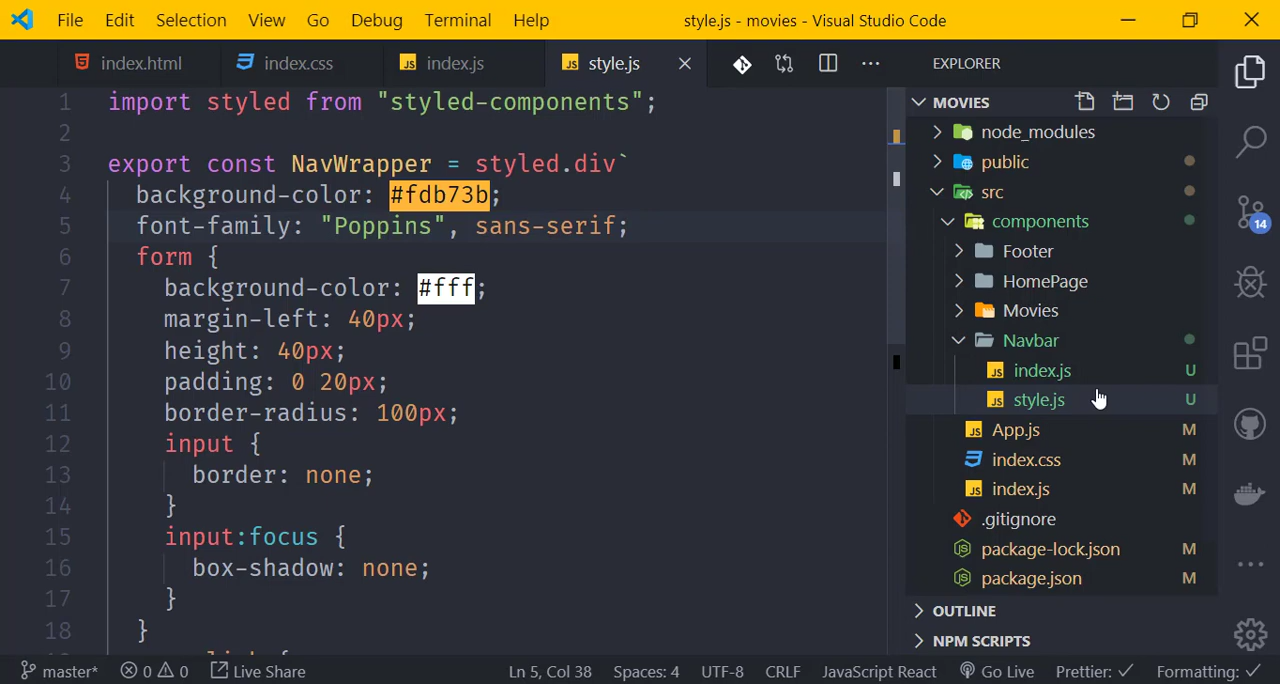 File Edit Selection View Go Debug Terminal Help style.js - movies - Visual Studio Code
index.html index.css index.js style.js
1 import styled from "styled-components";
2
3 export const NavWrapper = styled.div`
4 background-color: #fdb73b;
5 font-family: "Poppins", sans-serif;
6 form {
7 background-color: #fff;
8 margin-left: 40px;
9 height: 40px;
10 padding: 0 20px;
11 border-radius: 100px;
12 input {
13 border: none;
14 }
15 input:focus {
16 box-shadow: none;
17 }
18 }
EXPLORER
MOVIES
node_modules
public
src
components
Footer
HomePage
Movies
Navbar
index.js U
style.js U
App.js M
index.css M
index.js M
.gitignore
package-lock.json M
package.json M
OUTLINE
NPM SCRIPTS
14
master* 0 0 Live Share Ln 5, Col 38 Spaces: 4 UTF-8 CRLF JavaScript React Go Live Prettier: ✓ Formatting: ✓